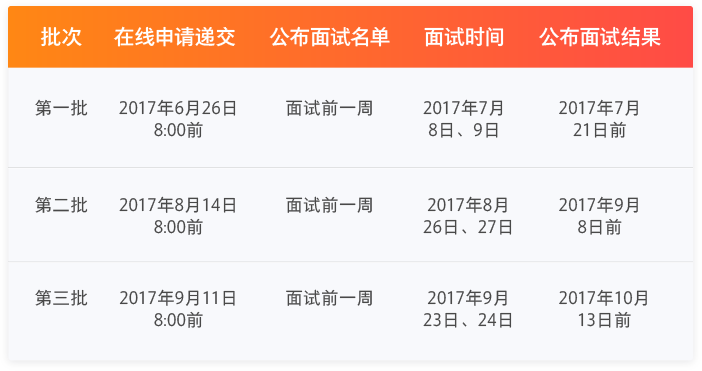 批次 在线申请递交 公布面试名单 面试时间 公布面试结果
第一批 2017年6月26日 面试前一周 2017年7月 2017年7月
8:00前 8日、9日 21日前
第二批 2017年8月14日 面试前一周 2017年8月 2017年9月
8:00前 26日、27日 8日前
第三批 2017年9月11日 面试前一周 2017年9月 2017年10月
8:00前 23日、24日 13日前